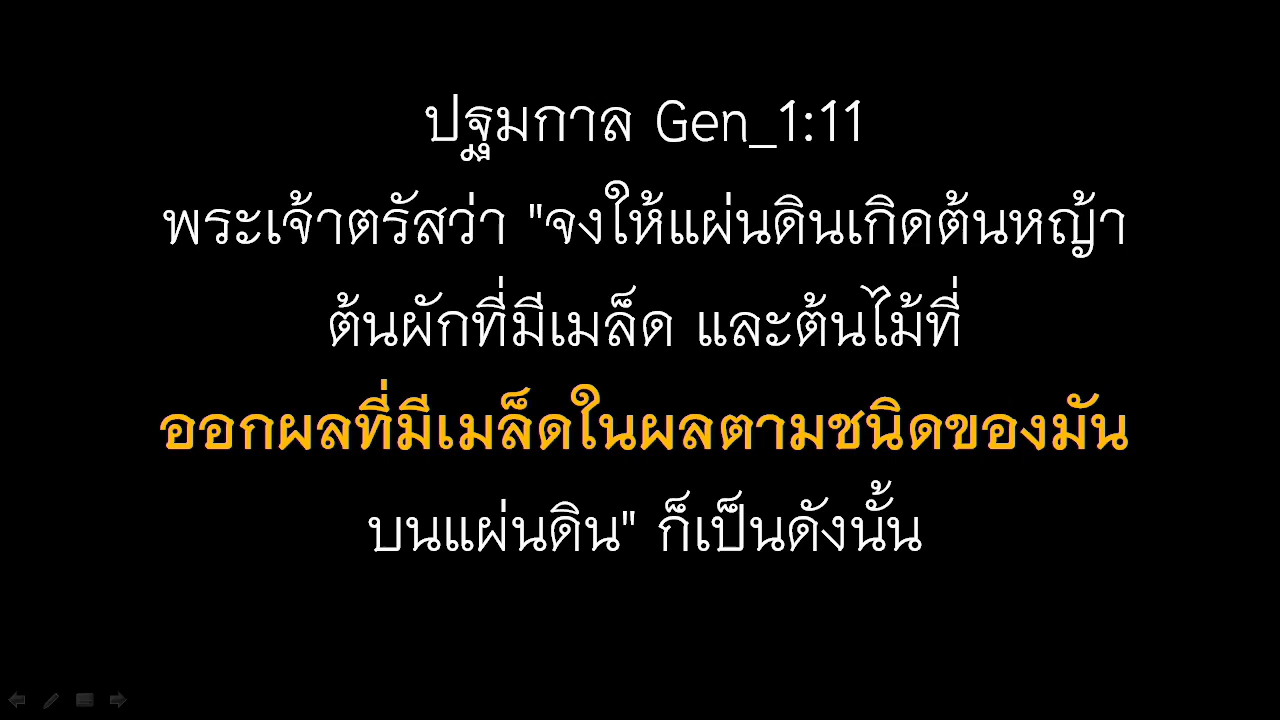 ปฐมกาล Gen_1:11
พระเจ้าตรัสว่า "จงให้แผ่นดินเกิดต้นหญ้า
ต้นผักที่มีเมล็ด และต้นไม้ที่
ออกผลที่มีเมล็ดในผลตามชนิดของมัน
บนแผ่นดิน" ก็เป็นดังนั้น